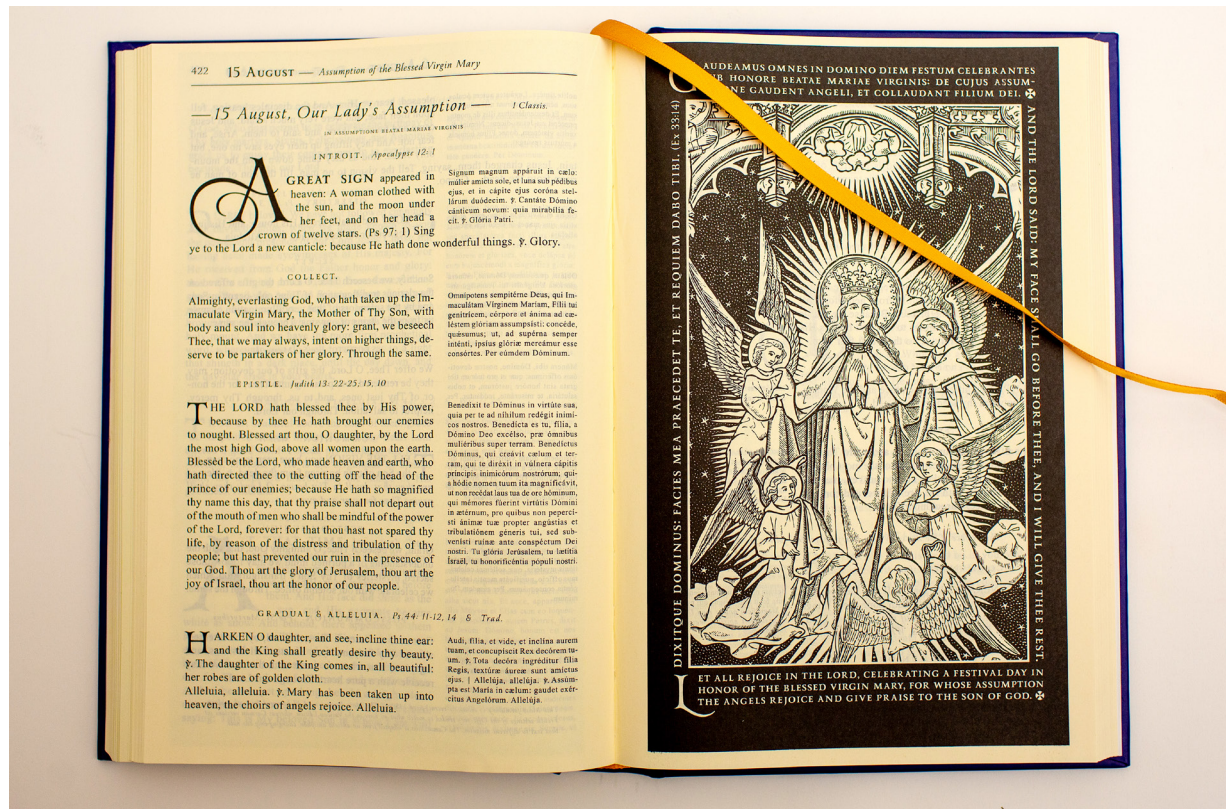 422 15 AUGUST — Assumption of the Blessed Virgin Mary
—15 August, Our Lady's Assumption — I Classis.
IN ASSUMPTIONE BEATAE MARIAE VIRGINIS
INTROIT. Apocalypse 12: 1
A GREAT SIGN appeared in
heaven: A woman clothed with
the sun, and the moon under
her feet, and on her head a
crown of twelve stars. (Ps 97; 1) Sing
ye to the Lord a new canticle: because He hath done wonderful things. ℣. Glory.
Signum magnum appáruit in cælo:
múlier amicta sole, et luna sub pédibus
ejus, et in cápite ejus coróna stel-
lárum duódecim. ℣. Cantáte Dómino
cánticum novum: quia mirabília fe-
cit. ℣. Glória Patri.
COLLECT.
Almighty, everlasting God, who hath taken up the Im-
maculate Virgin Mary, the Mother of Thy Son, with
body and soul into heavenly glory: grant, we beseech
Thee, that we may always, intent on higher things, de-
serve to be partakers of her glory. Through the same.
Omnipotens sempitérne Deus, qui Im-
maculátam Vírginem Maríam, Fílii tui
genitrícem, córpore et ánima ad cæ-
léstem glóriam assumpsísti: concéde,
quǽsumus; ut, ad supérna semper
inténti, ipsíus glóriæ mereámur esse
consórtes. Per eúmdem Dóminum.
EPISTLE. Judith 13: 22-25; 15, 10
THE LORD hath blessed thee by His power,
because by thee He hath brought our enemies
to nought. Blessed art thou, O daughter, by the Lord
the most high God, above all women upon the earth.
Blesséd be the Lord, who made heaven and earth, who
hath directed thee to the cutting off the head of the
prince of our enemies; because He hath so magnified
thy name this day, that thy praise shall not depart out
of the mouth of men who shall be mindful of the power
of the Lord, forever: for that thou hast not spared thy
life, by reason of the distress and tribulation of thy
people; but hast prevented our ruin in the presence of
our God. Thou art the glory of Jerusalem, thou art the
joy of Israel, thou art the honor of our people.
Benedíxit te Dóminus in virtúte sua,
quia per te ad níhilum redégit inimí-
cos nostros. Benedícta es tu, fília, a
Dómino Deo excélso, præ ómnibus
muliéribus super terram. Benedíctus
Dóminus, qui creávit cælum et ter-
ram, qui te diréxit in vúlnera cápitis
príncipis inimicórum nostrórum; qui-
a hódie nomen tuum ita magnificávit,
ut non recédat laus tua de ore hóminum,
qui mémores fúerint virtútis Dómini
in ætérnum, pro quibus non pepercí-
sti ánimæ tuæ propter angústias et
tribulatiónem géneris tui, sed sub-
venísti ruínæ ante conspéctum Dei
nostri. Tu glória Jerúsalem, tu lætítia
Israël, tu honorificéntia pópuli nostri.
GRADUAL & ALLELUIA. Ps 44: 11-12, 14 & Trad.
HARKEN O daughter, and see, incline thine ear:
and the King shall greatly desire thy beauty.
℣. The daughter of the King comes in, all beautiful:
her robes are of golden cloth.
Alleluia, alleluia. ℣. Mary has been taken up into
heaven, the choirs of angels rejoice. Alleluia.
Audi, fília, et vide, et inclína aurem
tuam, et concupíscit Rex decórem tu-
um. ℣. Tota decóra ingréditur fília
Regis, textúræ áureæ sunt amíctus
ejus. | Allelúja, allelúja. ℣. Assúm-
pta est María in cælum: gaudet exér-
citus Angelórum. Allelúja.
AUDEAMUS OMNES IN DOMINO DIEM FESTUM CELEBRANTES
HONORE BEATAE MARIAE VIRGINIS: DE CUJUS ASSUM-
GAUDENT ANGELI, ET COLLAUDANT FILIUM DEI. ✠
AND THE LORD SAID: MY FACE SHALL GO BEFORE THEE, AND I WILL GIVE THEE REST.
DIXITQUE DOMINUS: FACIES MEA PRAECEDET TE, ET REQUIEM DABO TIBI. (Ex 33:14)
LET ALL REJOICE IN THE LORD, CELEBRATING A FESTIVAL DAY IN
HONOR OF THE BLESSED VIRGIN MARY, FOR WHOSE ASSUMPTION
THE ANGELS REJOICE AND GIVE PRAISE TO THE SON OF GOD. ✠